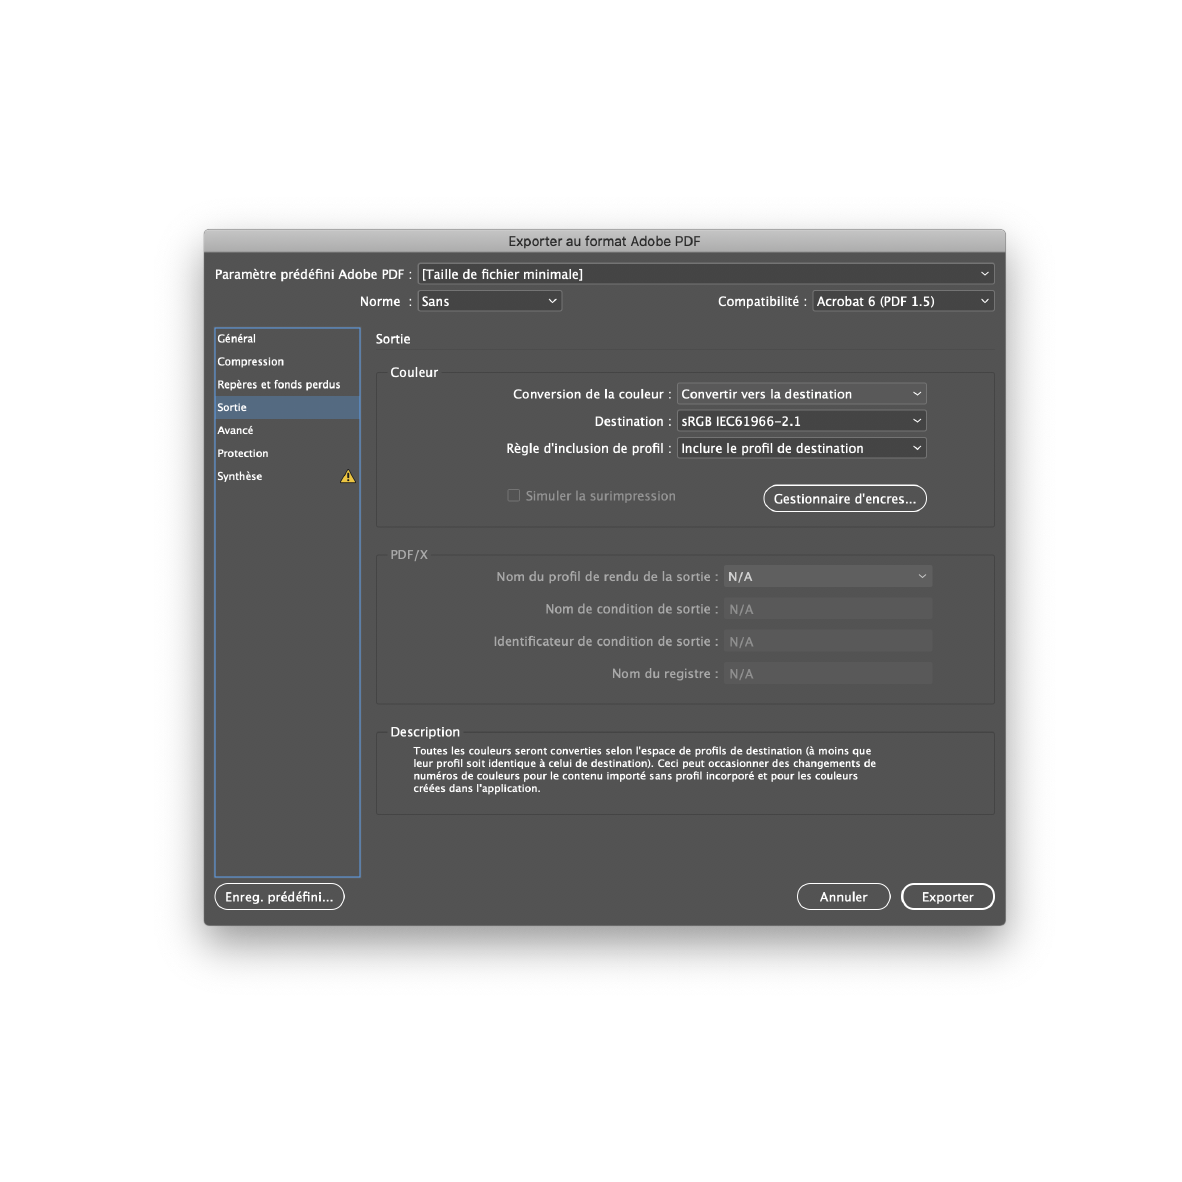 Exporter au format Adobe PDF
Paramètre prédéfini Adobe PDF : [Taille de fichier minimale]
Norme : Sans
Compatibilité : Acrobat 6 (PDF 1.5)
Général
Compression
Repères et fonds perdus
Sortie
Avancé
Protection
Synthèse
Sortie
Couleur
Conversion de la couleur : Convertir vers la destination
Destination : sRGB IEC61966-2.1
Règle d'inclusion de profil : Inclure le profil de destination
Simuler la surimpression
Gestionnaire d'encres...
PDF/X
Nom du profil de rendu de la sortie : N/A
Nom de condition de sortie : N/A
Identificateur de condition de sortie : N/A
Nom du registre : N/A
Description
Toutes les couleurs seront converties selon l'espace de profils de destination (à moins que
leur profil soit identique à celui de destination). Ceci peut occasionner des changements de
numéros de couleurs pour le contenu importé sans profil incorporé et pour les couleurs
créées dans l'application.
Enreg. prédéfini...
Annuler
Exporter